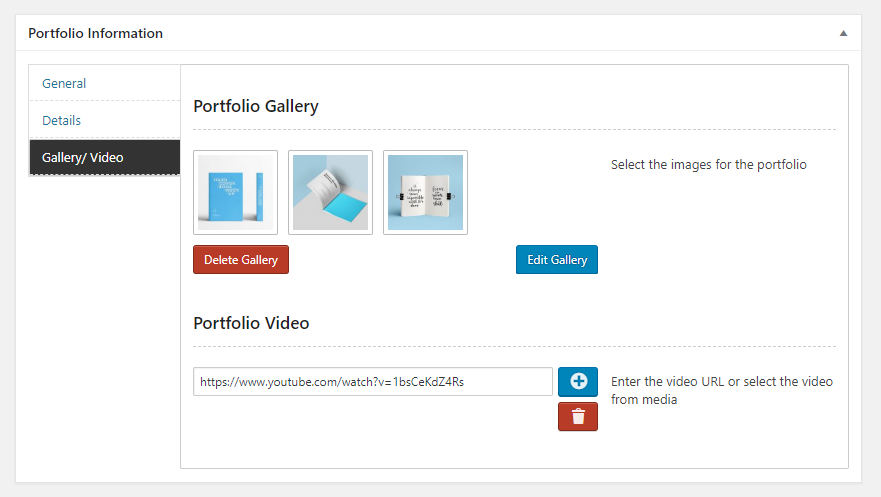 Portfolio Information
General
Details
Gallery/ Video
Portfolio Gallery
Select the images for the portfolio
Delete Gallery
Edit Gallery
Portfolio Video
https://www.youtube.com/watch?v=1bsCeKdZ4Rs
Enter the video URL or select the video
from media